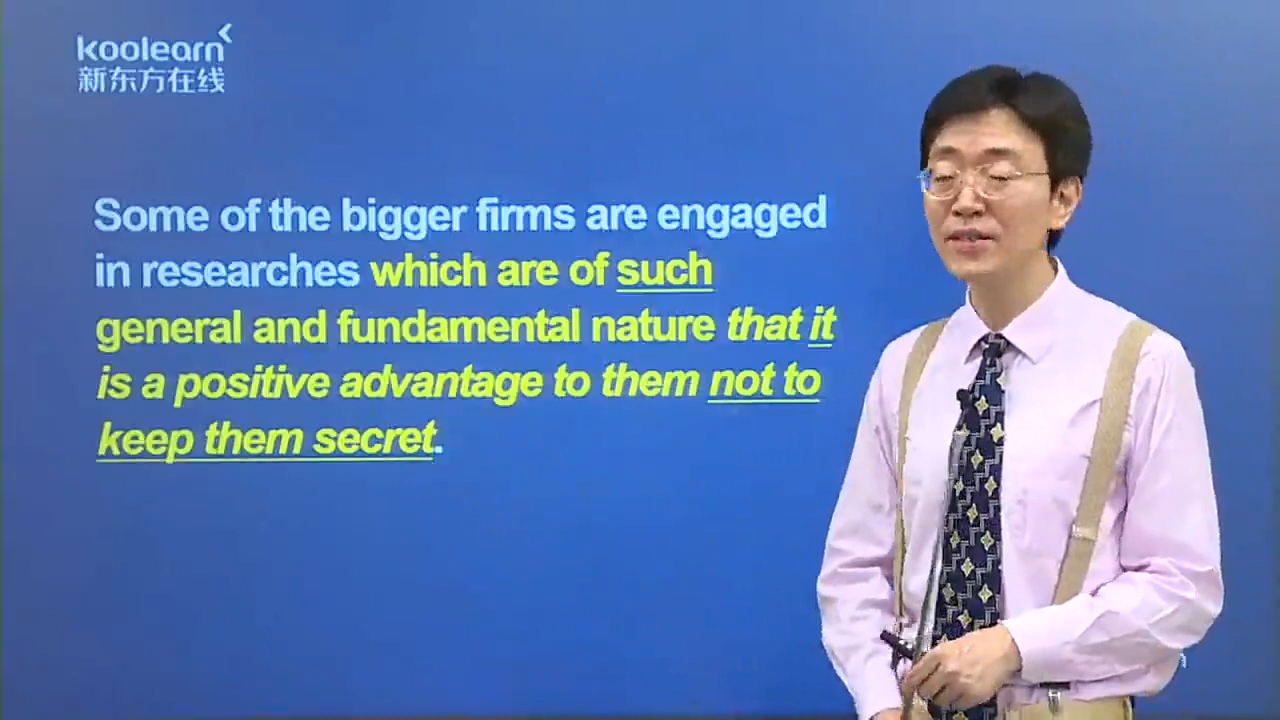 koolearn
新东方在线
Some of the bigger firms are engaged
in researches which are of such
general and fundamental nature that it
is a positive advantage to them not to
keep them secret.